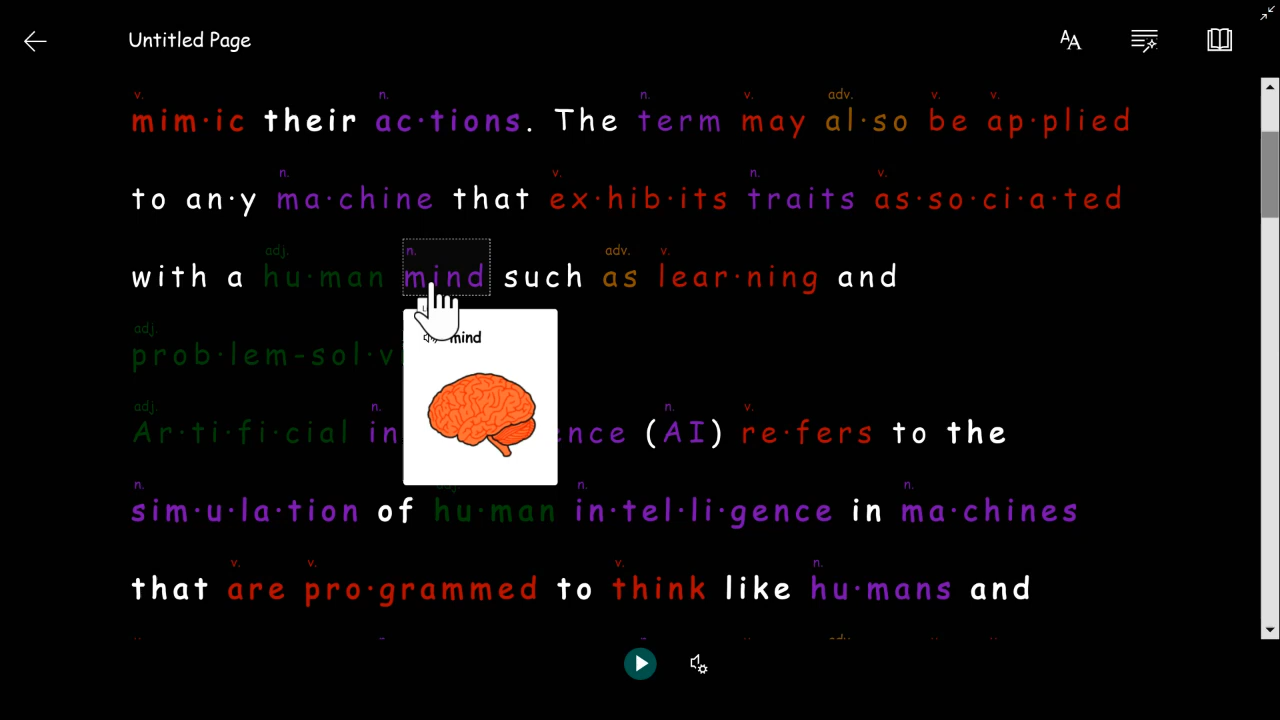 Untitled Page
v. n. n. v. adv. v. v.
mim·ic their ac·tions. The term may al·so be ap·plied
n. v. n. v.
to an·y ma·chine that ex·hib·its traits as·so·ci·a·ted
adj. n. adv. v.
with a hu·man mind such as lear·ning and
adj.
mind
prob·lem-sol·v
adj. n. n. v.
Ar·ti·fi·cial in ence (AI) re·fers to the
n. n. n.
sim·u·la·tion of hu·man in·tel·li·gence in ma·chines
v. v. v. n.
that are pro·grammed to think like hu·mans and